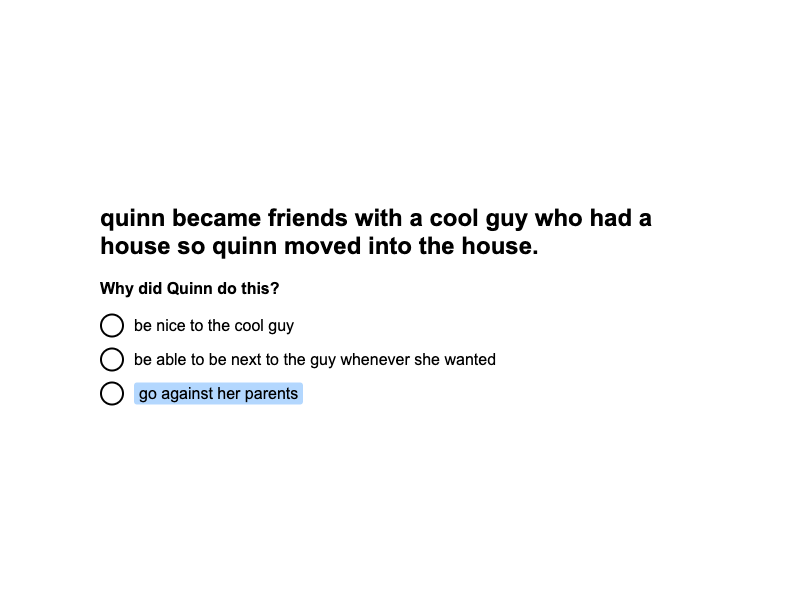 quinn became friends with a cool guy who had a
house so quinn moved into the house.
Why did Quinn do this?
be nice to the cool guy
be able to be next to the guy whenever she wanted
go against her parents